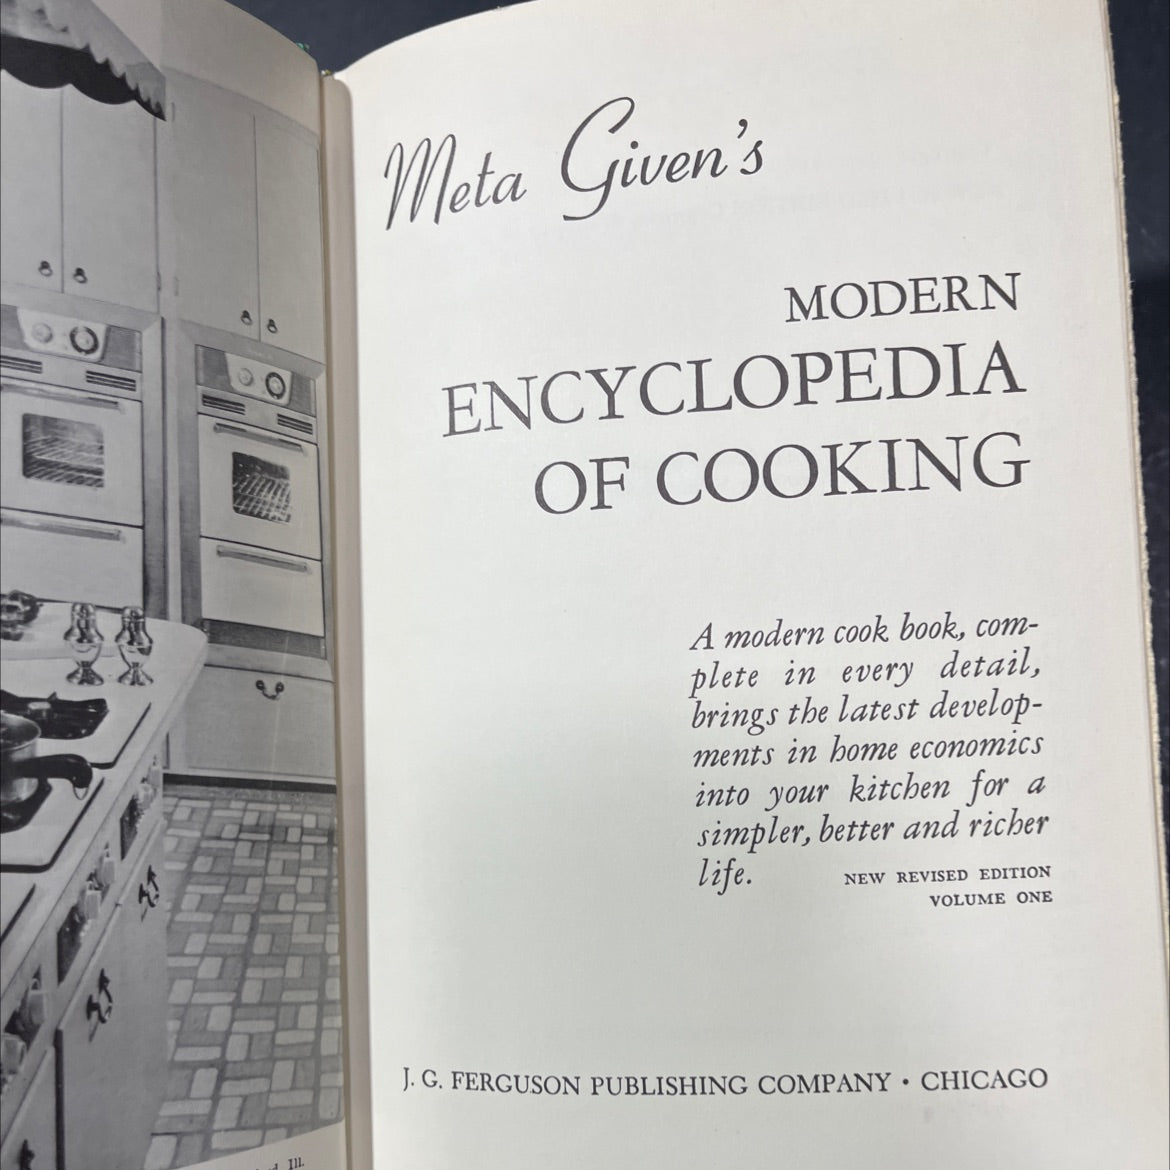 Meta Given's
MODERN
ENCYCLOPEDIA
OF COOKING
A modern cook book, com-
plete in every detail,
brings the latest develop-
ments in home economics
into your kitchen for a
simpler, better and richer
life.
NEW REVISED EDITION
VOLUME ONE
J. G. FERGUSON PUBLISHING COMPANY • CHICAGO
Ill.